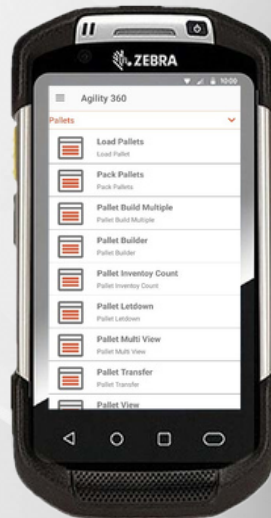 ZEBRA
10:00
Agility 360
Pallets
Load Pallets
Load Pallet
Pack Pallets
Pack Pallets
Pallet Build Multiple
Pallet Build Multiple
Pallet Builder
Pallet Builder
Pallet Inventoy Count
Pallet Inventoy Count
Pallet Letdown
Pallet Letdown
Pallet Multi View
Pallet Multi View
Pallet Transfer
Pallet Transfer
Pallet View